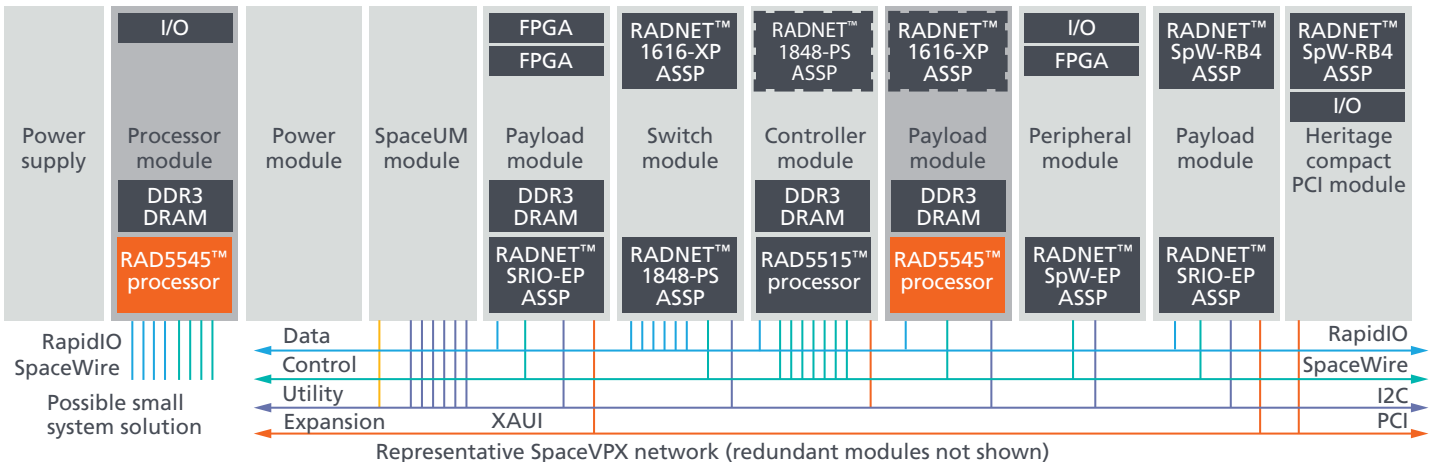 Power
supply
I/O
Processor
module
DDR3
DRAM
RAD5545™
processor
Power
module
SpaceUM
module
FPGA
FPGA
Payload
module
DDR3
DRAM
RADNET™
SRIO-EP
ASSP
RADNET™
1616-XP
ASSP
Switch
module
RADNET™
1848-PS
ASSP
RADNET™
1848-PS
ASSP
Controller
module
DDR3
DRAM
RAD5515™
processor
RADNET™
1616-XP
ASSP
Payload
module
DDR3
DRAM
RAD5545™
processor
I/O
FPGA
Peripheral
module
RADNET™
SpW-EP
ASSP
RADNET™
SpW-RB4
ASSP
Payload
module
RADNET™
SRIO-EP
ASSP
RADNET™
SpW-RB4
ASSP
I/O
Heritage
compact
PCI module
RapidIO
SpaceWire
Possible small
system solution
Data
RapidIO
Control
SpaceWire
Utility
I2C
Expansion
XAUI
PCI
Representative SpaceVPX network (redundant modules not shown)